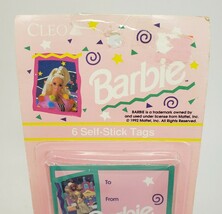 CLEO
Barbie
BARBIE is a trademark owned by
and used under license from Mattel, Inc.
© 1992 Mattel, Inc. All Rights Reserved.
6 Self-Stick Tags
To
From
Barbie